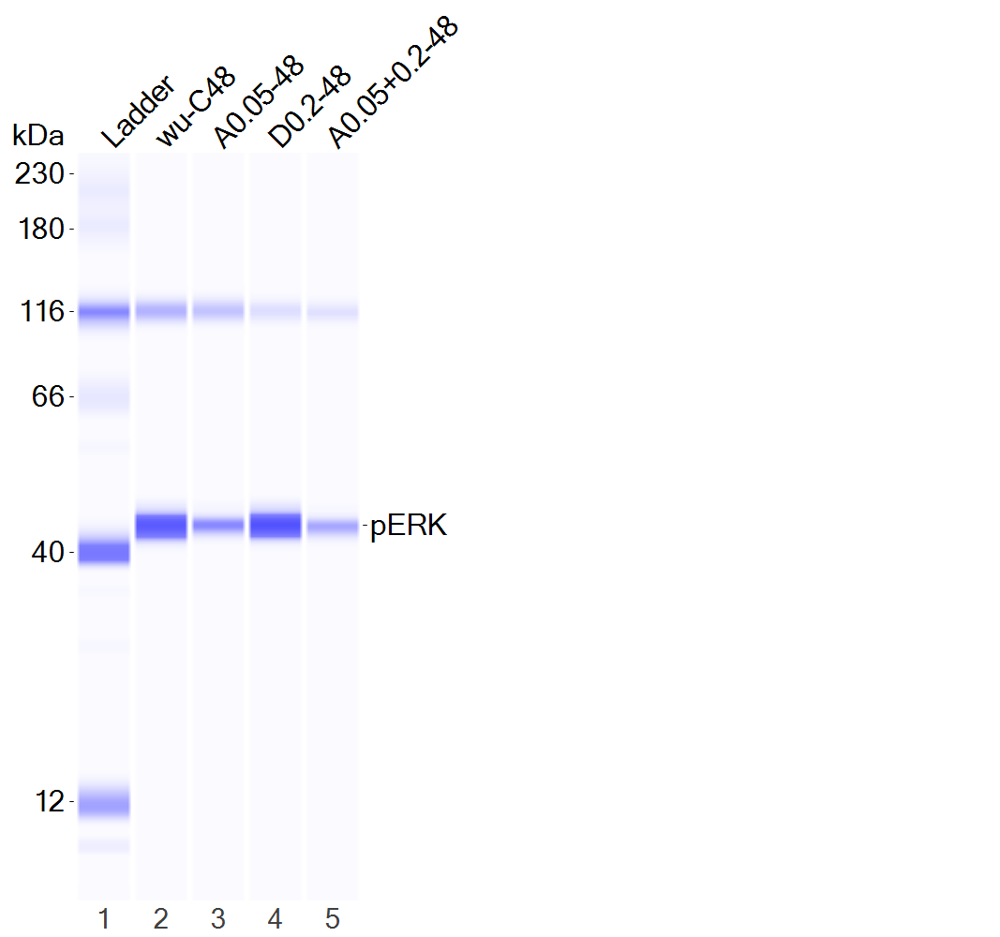 kDa
Ladder
wu-C48
A0.05-48
D0.2-48
A0.05+0.2-48
230
180
116
66
40
12
pERK
1 2 3 4 5